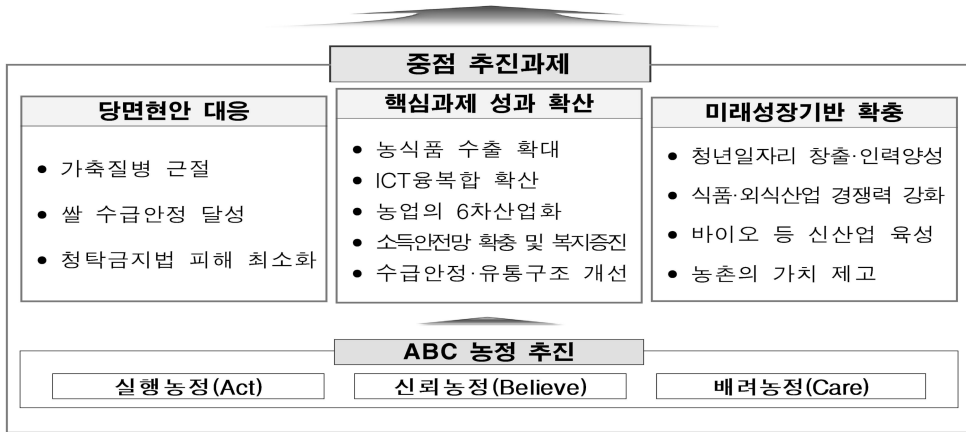 중점 추진과제
당면현안 대응
• 가축질병 근절
• 쌀 수급안정 달성
• 청탁금지법 피해 최소화
핵심과제 성과 확산
• 농식품 수출 확대
• ICT융복합 확산
• 농업의 6차산업화
• 소득안전망 확충 및 복지증진
• 수급안정·유통구조 개선
미래성장기반 확충
• 청년일자리 창출·인력양성
• 식품·외식산업 경쟁력 강화
• 바이오 등 신산업 육성
• 농촌의 가치 제고
ABC 농정 추진
실행농정(Act)
신뢰농정(Believe)
배려농정(Care)